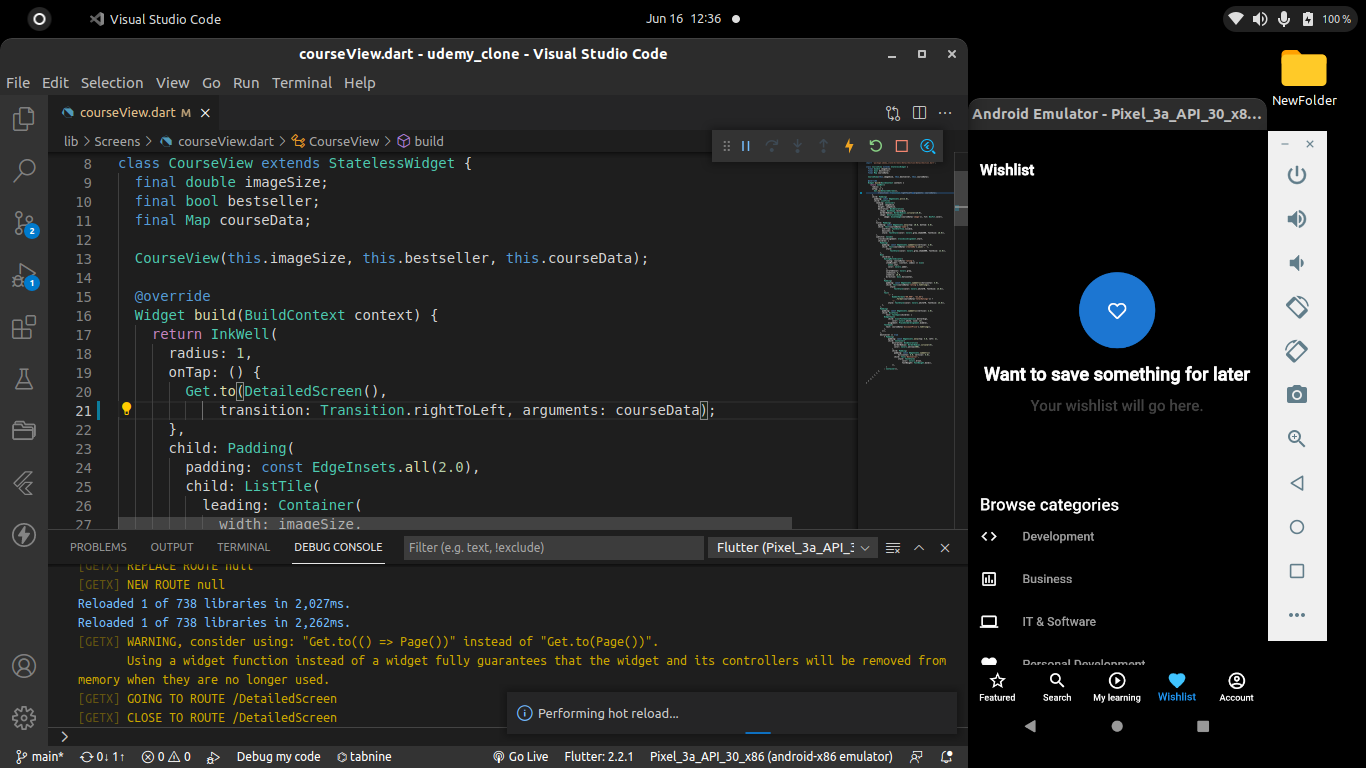 Visual Studio Code
Jun 16 12:36
100 %
courseView.dart - udemy_clone - Visual Studio Code
File Edit Selection View Go Run Terminal Help
courseView.dart M
lib > Screens > courseView.dart > CourseView > build
8 class CourseView extends StatelessWidget {
9 final double imageSize;
10 final bool bestseller;
11 final Map courseData;
12
13 CourseView(this.imageSize, this.bestseller, this.courseData);
14
15 @override
16 Widget build(BuildContext context) {
17 return InkWell(
18 radius: 1,
19 onTap: () {
20 Get.to(DetailedScreen(),
21 transition: Transition.rightToLeft, arguments: courseData);
22 },
23 child: Padding(
24 padding: const EdgeInsets.all(2.0),
25 child: ListTile(
26 leading: Container(
27 width: imageSize,
2
1
PROBLEMS OUTPUT TERMINAL DEBUG CONSOLE
Filter (e.g. text, !exclude)
Flutter (Pixel_3a_API_3
[GETX] REPLACE ROUTE null
[GETX] NEW ROUTE null
Reloaded 1 of 738 libraries in 2,027ms.
Reloaded 1 of 738 libraries in 2,262ms.
[GETX] WARNING, consider using: "Get.to(() => Page())" instead of "Get.to(Page())".
Using a widget function instead of a widget fully guarantees that the widget and its controllers will be removed from
memory when they are no longer used.
[GETX] GOING TO ROUTE /DetailedScreen
[GETX] CLOSE TO ROUTE /DetailedScreen
Performing hot reload...
main* 0↓ 1↑ 0 0 Debug my code tabnine Go Live Flutter: 2.2.1 Pixel_3a_API_30_x86 (android-x86 emulator)
NewFolder
Android Emulator - Pixel_3a_API_30_x8...
Wishlist
Want to save something for later
Your wishlist will go here.
Browse categories
Development
Business
IT & Software
Personal Development
Featured Search My learning Wishlist Account